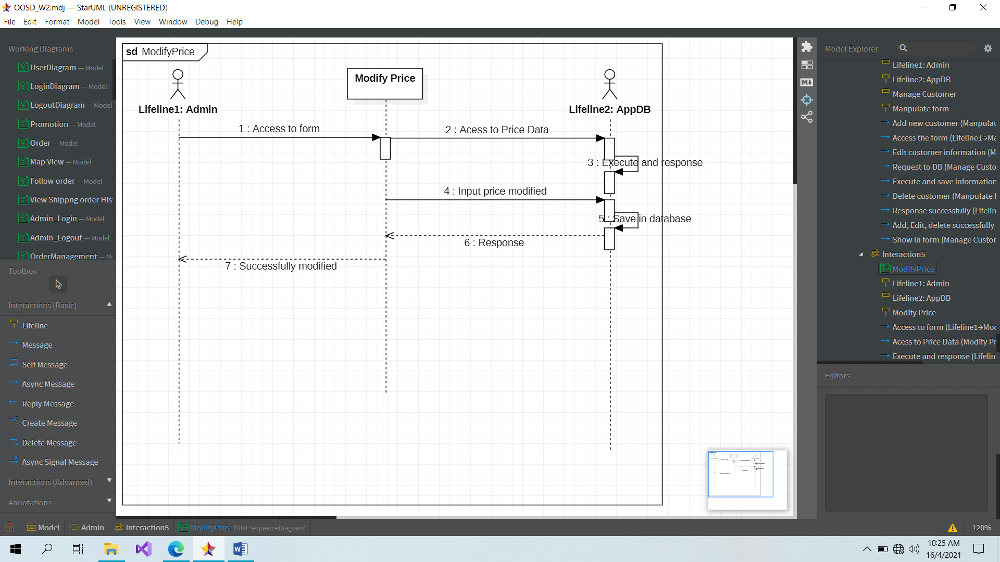 OOSD_W2.mdj — StarUML (UNREGISTERED)
File Edit Format Model Tools View Window Debug Help
Working Diagrams
UserDiagram — Model
LoginDiagram — Model
LogoutDiagram — Model
Promotion — Model
Order — Model
Map View — Model
Follow order — Model
View Shippng order His
Admin_Login — Model
Admin_Logout — Model
OrderManagement — Mo
Toolbox
Interactions (Basic)
Lifeline
Message
Self Message
Async Message
Reply Message
Create Message
Delete Message
Async Signal Message
Interactions (Advanced)
Annotations
sd ModifyPrice
Modify Price
Lifeline1: Admin
Lifeline2: AppDB
1 : Access to form
2 : Acess to Price Data
3 : Execute and response
4 : Input price modified
5 : Save in database
6 : Response
7 : Successfully modified
Model Explorer
Lifeline1: Admin
Lifeline2: AppDB
Manage Customer
Manpulate form
Add new customer (Manpulat
Access the form (Lifeline1→Ma
Edit customer information (M
Request to DB (Manage Custo
Execute and save information
Delete customer (Manpulate f
Response successfully (Lifelin
Add, Edit, delete successfully
Show in form (Manage Custor
Interaction5
ModifyPrice
Lifeline1: Admin
Lifeline2: AppDB
Modify Price
Access to form (Lifeline1→Moc
Acess to Price Data (Modify Pr
Execute and response (Lifelin
Editors
Model Admin Interaction5 ModifyPrice [UMLSequenceDiagram]
120%
10:25 AM
16/4/2021